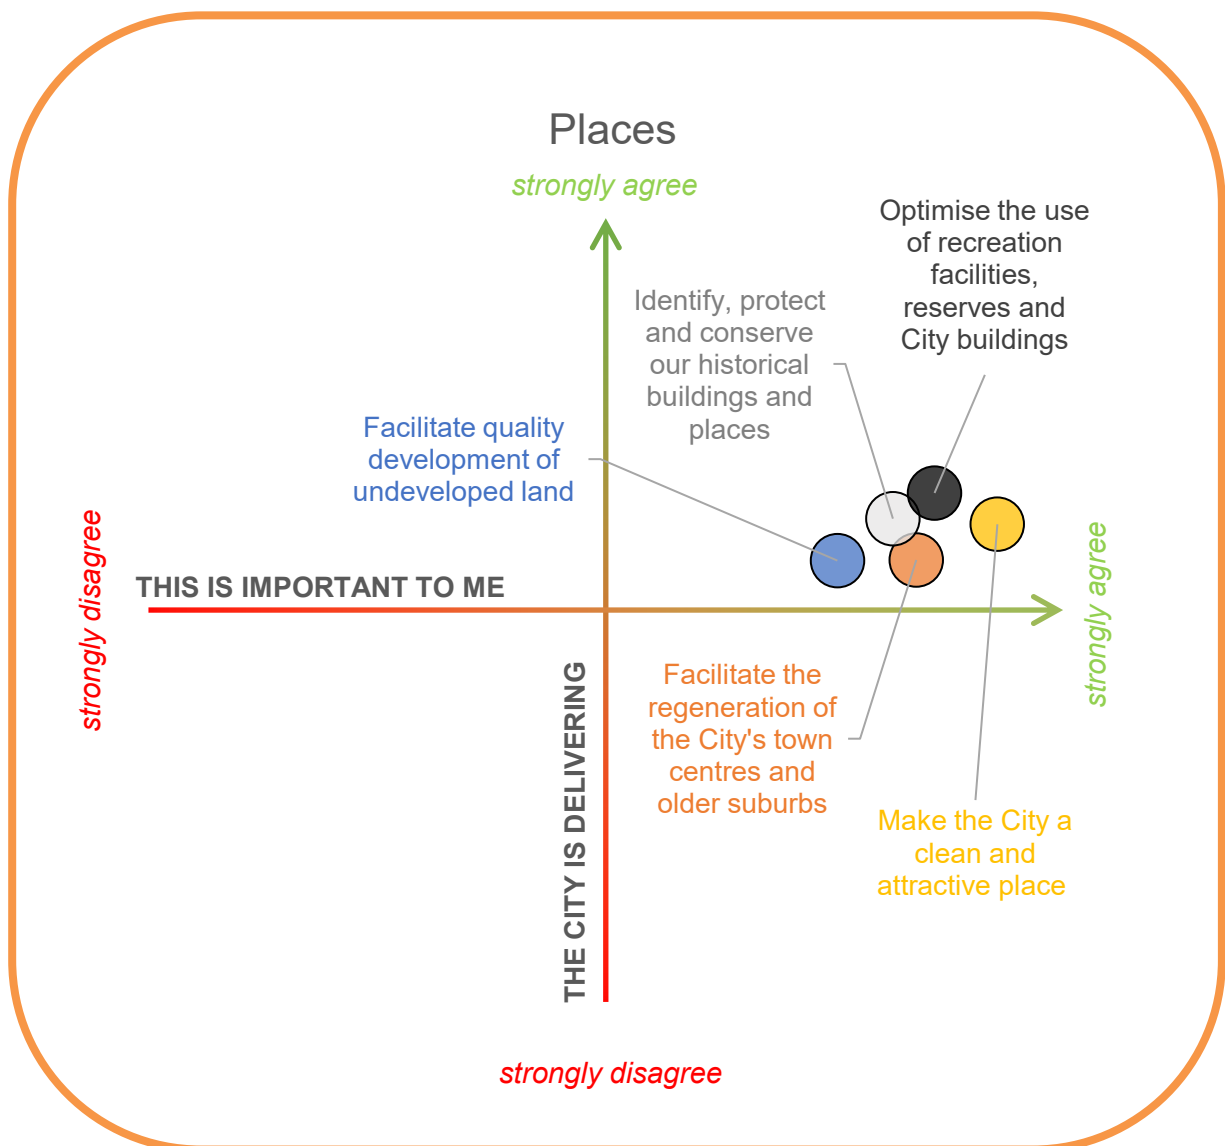 Places
strongly agree
Optimise the use
of recreation
facilities,
reserves and
City buildings
Identify, protect
and conserve
our historical
buildings and
places
Facilitate quality
development of
undeveloped land
strongly disagree
THIS IS IMPORTANT TO ME
strongly agree
THE CITY IS DELIVERING
Facilitate the
regeneration of
the City's town
centres and
older suburbs
Make the City a
clean and
attractive place
strongly disagree